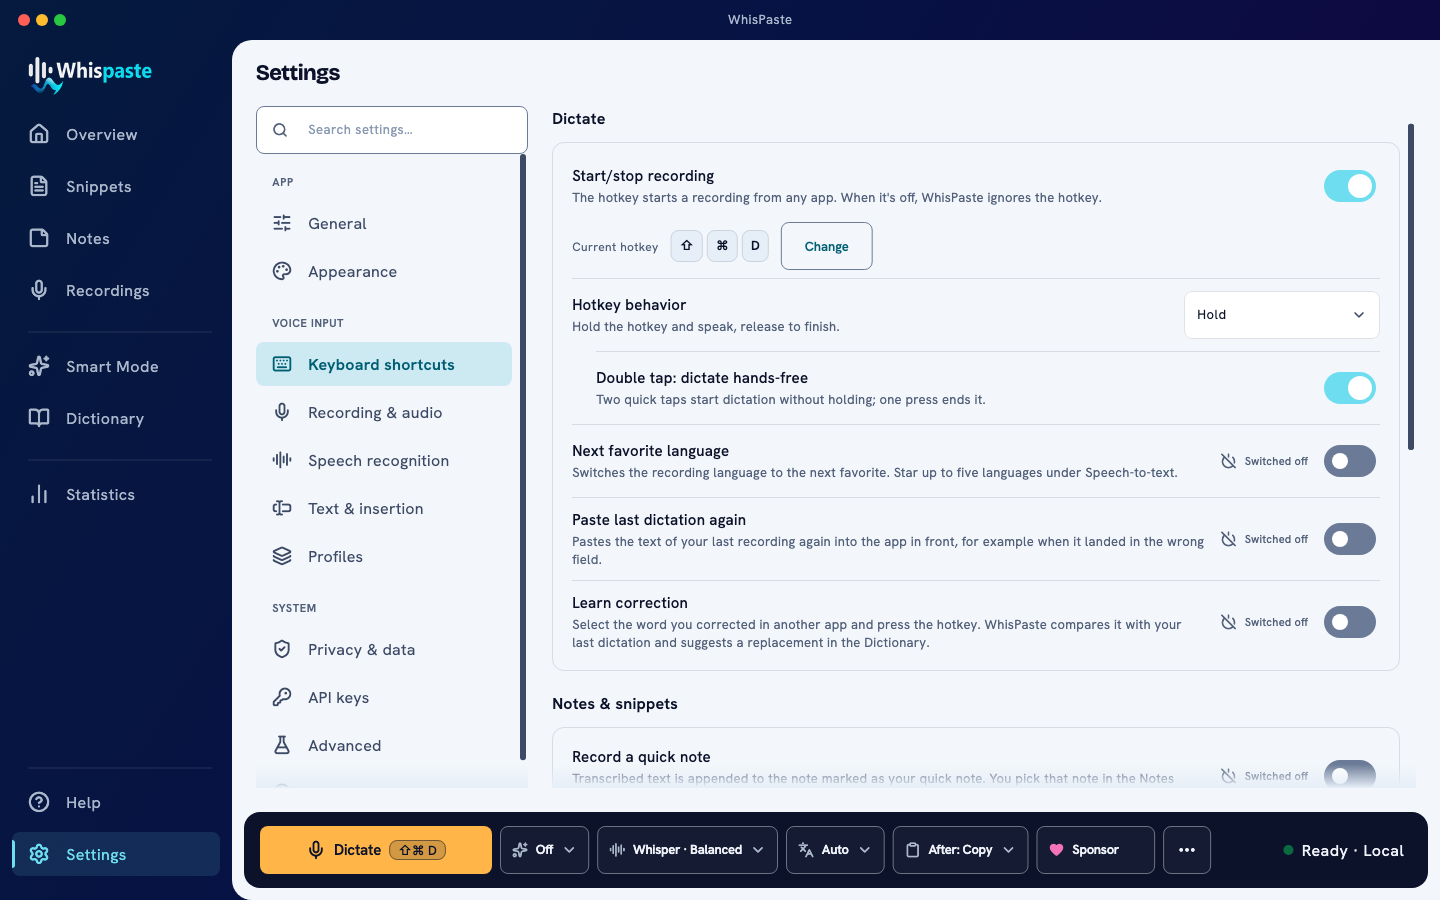 WhisPaste
Whispaste
Overview
Snippets
Notes
Recordings
Smart Mode
Dictionary
Statistics
Help
Settings
Settings
Search settings...
APP
General
Appearance
VOICE INPUT
Keyboard shortcuts
Recording & audio
Speech recognition
Text & insertion
Profiles
SYSTEM
Privacy & data
API keys
Advanced
Dictate
Start/stop recording
The hotkey starts a recording from any app. When it's off, WhisPaste ignores the hotkey.
Current hotkey ⇧ ⌘ D Change
Hotkey behavior
Hold the hotkey and speak, release to finish.
Hold
Double tap: dictate hands-free
Two quick taps start dictation without holding; one press ends it.
Next favorite language
Switches the recording language to the next favorite. Star up to five languages under Speech-to-text.
Switched off
Paste last dictation again
Pastes the text of your last recording again into the app in front, for example when it landed in the wrong
field.
Switched off
Learn correction
Select the word you corrected in another app and press the hotkey. WhisPaste compares it with your
last dictation and suggests a replacement in the Dictionary.
Switched off
Notes & snippets
Record a quick note
Transcribed text is appended to the note marked as your quick note. You pick that note in the Notes
Switched off
Dictate ⇧⌘ D
Off
Whisper · Balanced
Auto
After: Copy
Sponsor
Ready · Local